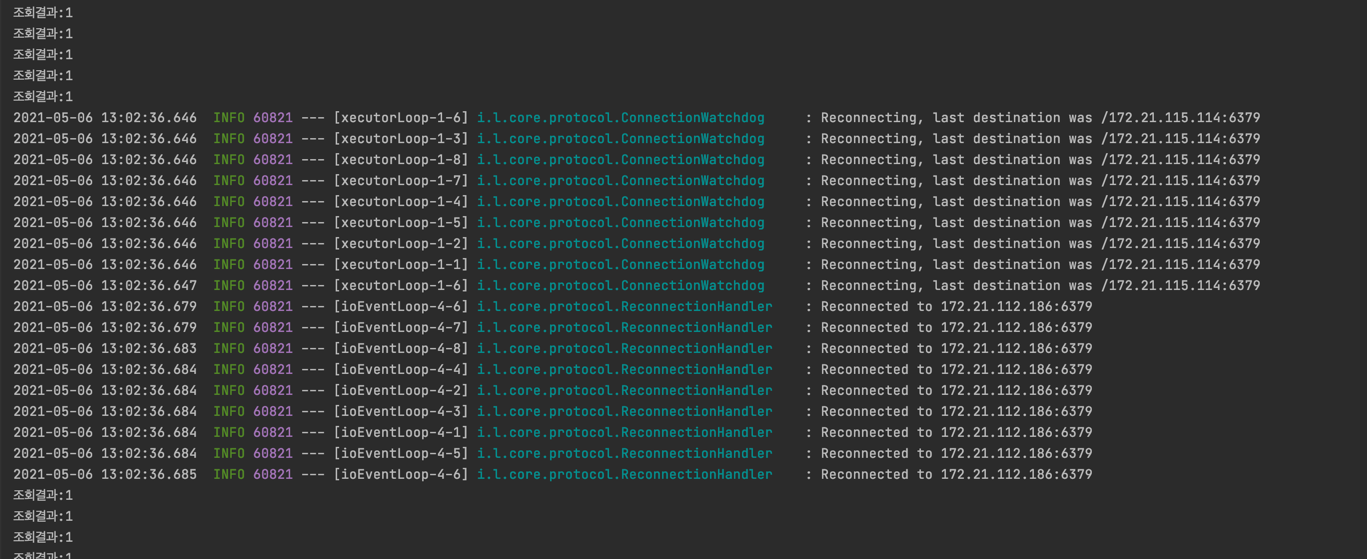 조회결과:1
조회결과:1
조회결과:1
조회결과:1
조회결과:1
2021-05-06 13:02:36.646  INFO 60821 --- [xecutorLoop-1-6] i.l.core.protocol.ConnectionWatchdog     : Reconnecting, last destination was /172.21.115.114:6379
2021-05-06 13:02:36.646  INFO 60821 --- [xecutorLoop-1-3] i.l.core.protocol.ConnectionWatchdog     : Reconnecting, last destination was /172.21.115.114:6379
2021-05-06 13:02:36.646  INFO 60821 --- [xecutorLoop-1-8] i.l.core.protocol.ConnectionWatchdog     : Reconnecting, last destination was /172.21.115.114:6379
2021-05-06 13:02:36.646  INFO 60821 --- [xecutorLoop-1-7] i.l.core.protocol.ConnectionWatchdog     : Reconnecting, last destination was /172.21.115.114:6379
2021-05-06 13:02:36.646  INFO 60821 --- [xecutorLoop-1-4] i.l.core.protocol.ConnectionWatchdog     : Reconnecting, last destination was /172.21.115.114:6379
2021-05-06 13:02:36.646  INFO 60821 --- [xecutorLoop-1-5] i.l.core.protocol.ConnectionWatchdog     : Reconnecting, last destination was /172.21.115.114:6379
2021-05-06 13:02:36.646  INFO 60821 --- [xecutorLoop-1-2] i.l.core.protocol.ConnectionWatchdog     : Reconnecting, last destination was /172.21.115.114:6379
2021-05-06 13:02:36.646  INFO 60821 --- [xecutorLoop-1-1] i.l.core.protocol.ConnectionWatchdog     : Reconnecting, last destination was /172.21.115.114:6379
2021-05-06 13:02:36.647  INFO 60821 --- [xecutorLoop-1-6] i.l.core.protocol.ConnectionWatchdog     : Reconnecting, last destination was /172.21.115.114:6379
2021-05-06 13:02:36.679  INFO 60821 --- [ioEventLoop-4-6] i.l.core.protocol.ReconnectionHandler    : Reconnected to 172.21.112.186:6379
2021-05-06 13:02:36.679  INFO 60821 --- [ioEventLoop-4-7] i.l.core.protocol.ReconnectionHandler    : Reconnected to 172.21.112.186:6379
2021-05-06 13:02:36.683  INFO 60821 --- [ioEventLoop-4-8] i.l.core.protocol.ReconnectionHandler    : Reconnected to 172.21.112.186:6379
2021-05-06 13:02:36.684  INFO 60821 --- [ioEventLoop-4-4] i.l.core.protocol.ReconnectionHandler    : Reconnected to 172.21.112.186:6379
2021-05-06 13:02:36.684  INFO 60821 --- [ioEventLoop-4-2] i.l.core.protocol.ReconnectionHandler    : Reconnected to 172.21.112.186:6379
2021-05-06 13:02:36.684  INFO 60821 --- [ioEventLoop-4-3] i.l.core.protocol.ReconnectionHandler    : Reconnected to 172.21.112.186:6379
2021-05-06 13:02:36.684  INFO 60821 --- [ioEventLoop-4-1] i.l.core.protocol.ReconnectionHandler    : Reconnected to 172.21.112.186:6379
2021-05-06 13:02:36.684  INFO 60821 --- [ioEventLoop-4-5] i.l.core.protocol.ReconnectionHandler    : Reconnected to 172.21.112.186:6379
2021-05-06 13:02:36.685  INFO 60821 --- [ioEventLoop-4-6] i.l.core.protocol.ReconnectionHandler    : Reconnected to 172.21.112.186:6379
조회결과:1
조회결과:1
조회결과:1
조회결과:1